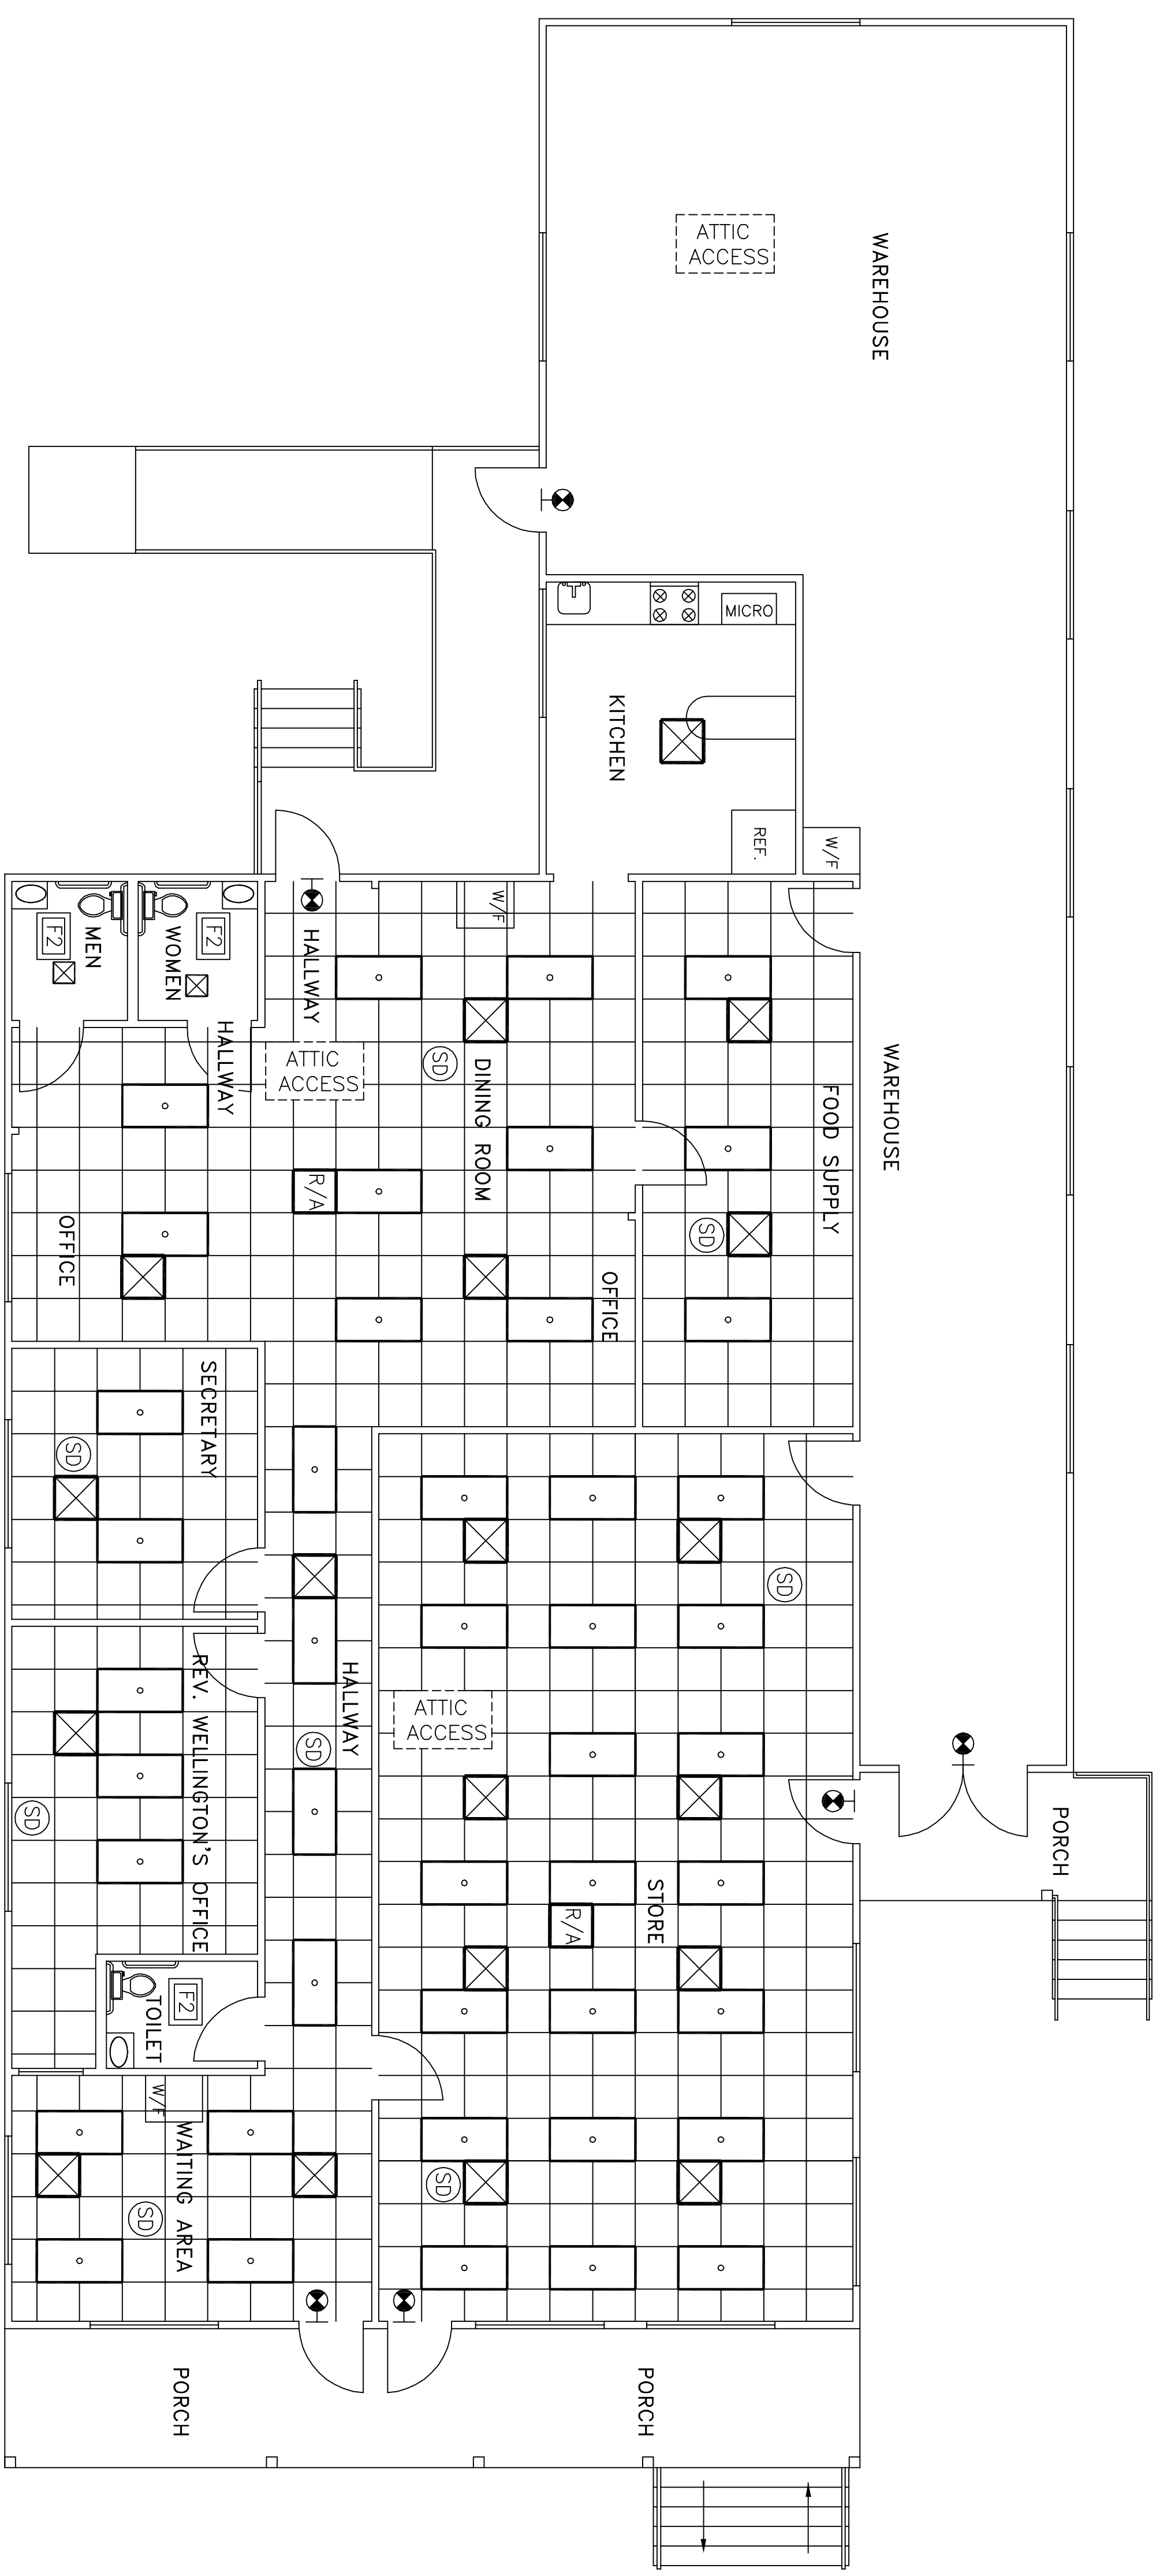 WAREHOUSE
ATTIC
ACCESS
MICRO
KITCHEN
REF.
W/F
W/F
F2
MEN
F2
WOMEN
HALLWAY
HALLWAY
ATTIC
ACCESS
SD
DINING ROOM
FOOD SUPPLY
WAREHOUSE
R/A
SD
OFFICE
OFFICE
SECRETARY
SD
SD
REV. WELLINGTON'S OFFICE
HALLWAY
SD
ATTIC
ACCESS
SD
PORCH
STORE
R/A
F2
TOILET
W/F
WAITING AREA
SD
SD
PORCH
PORCH